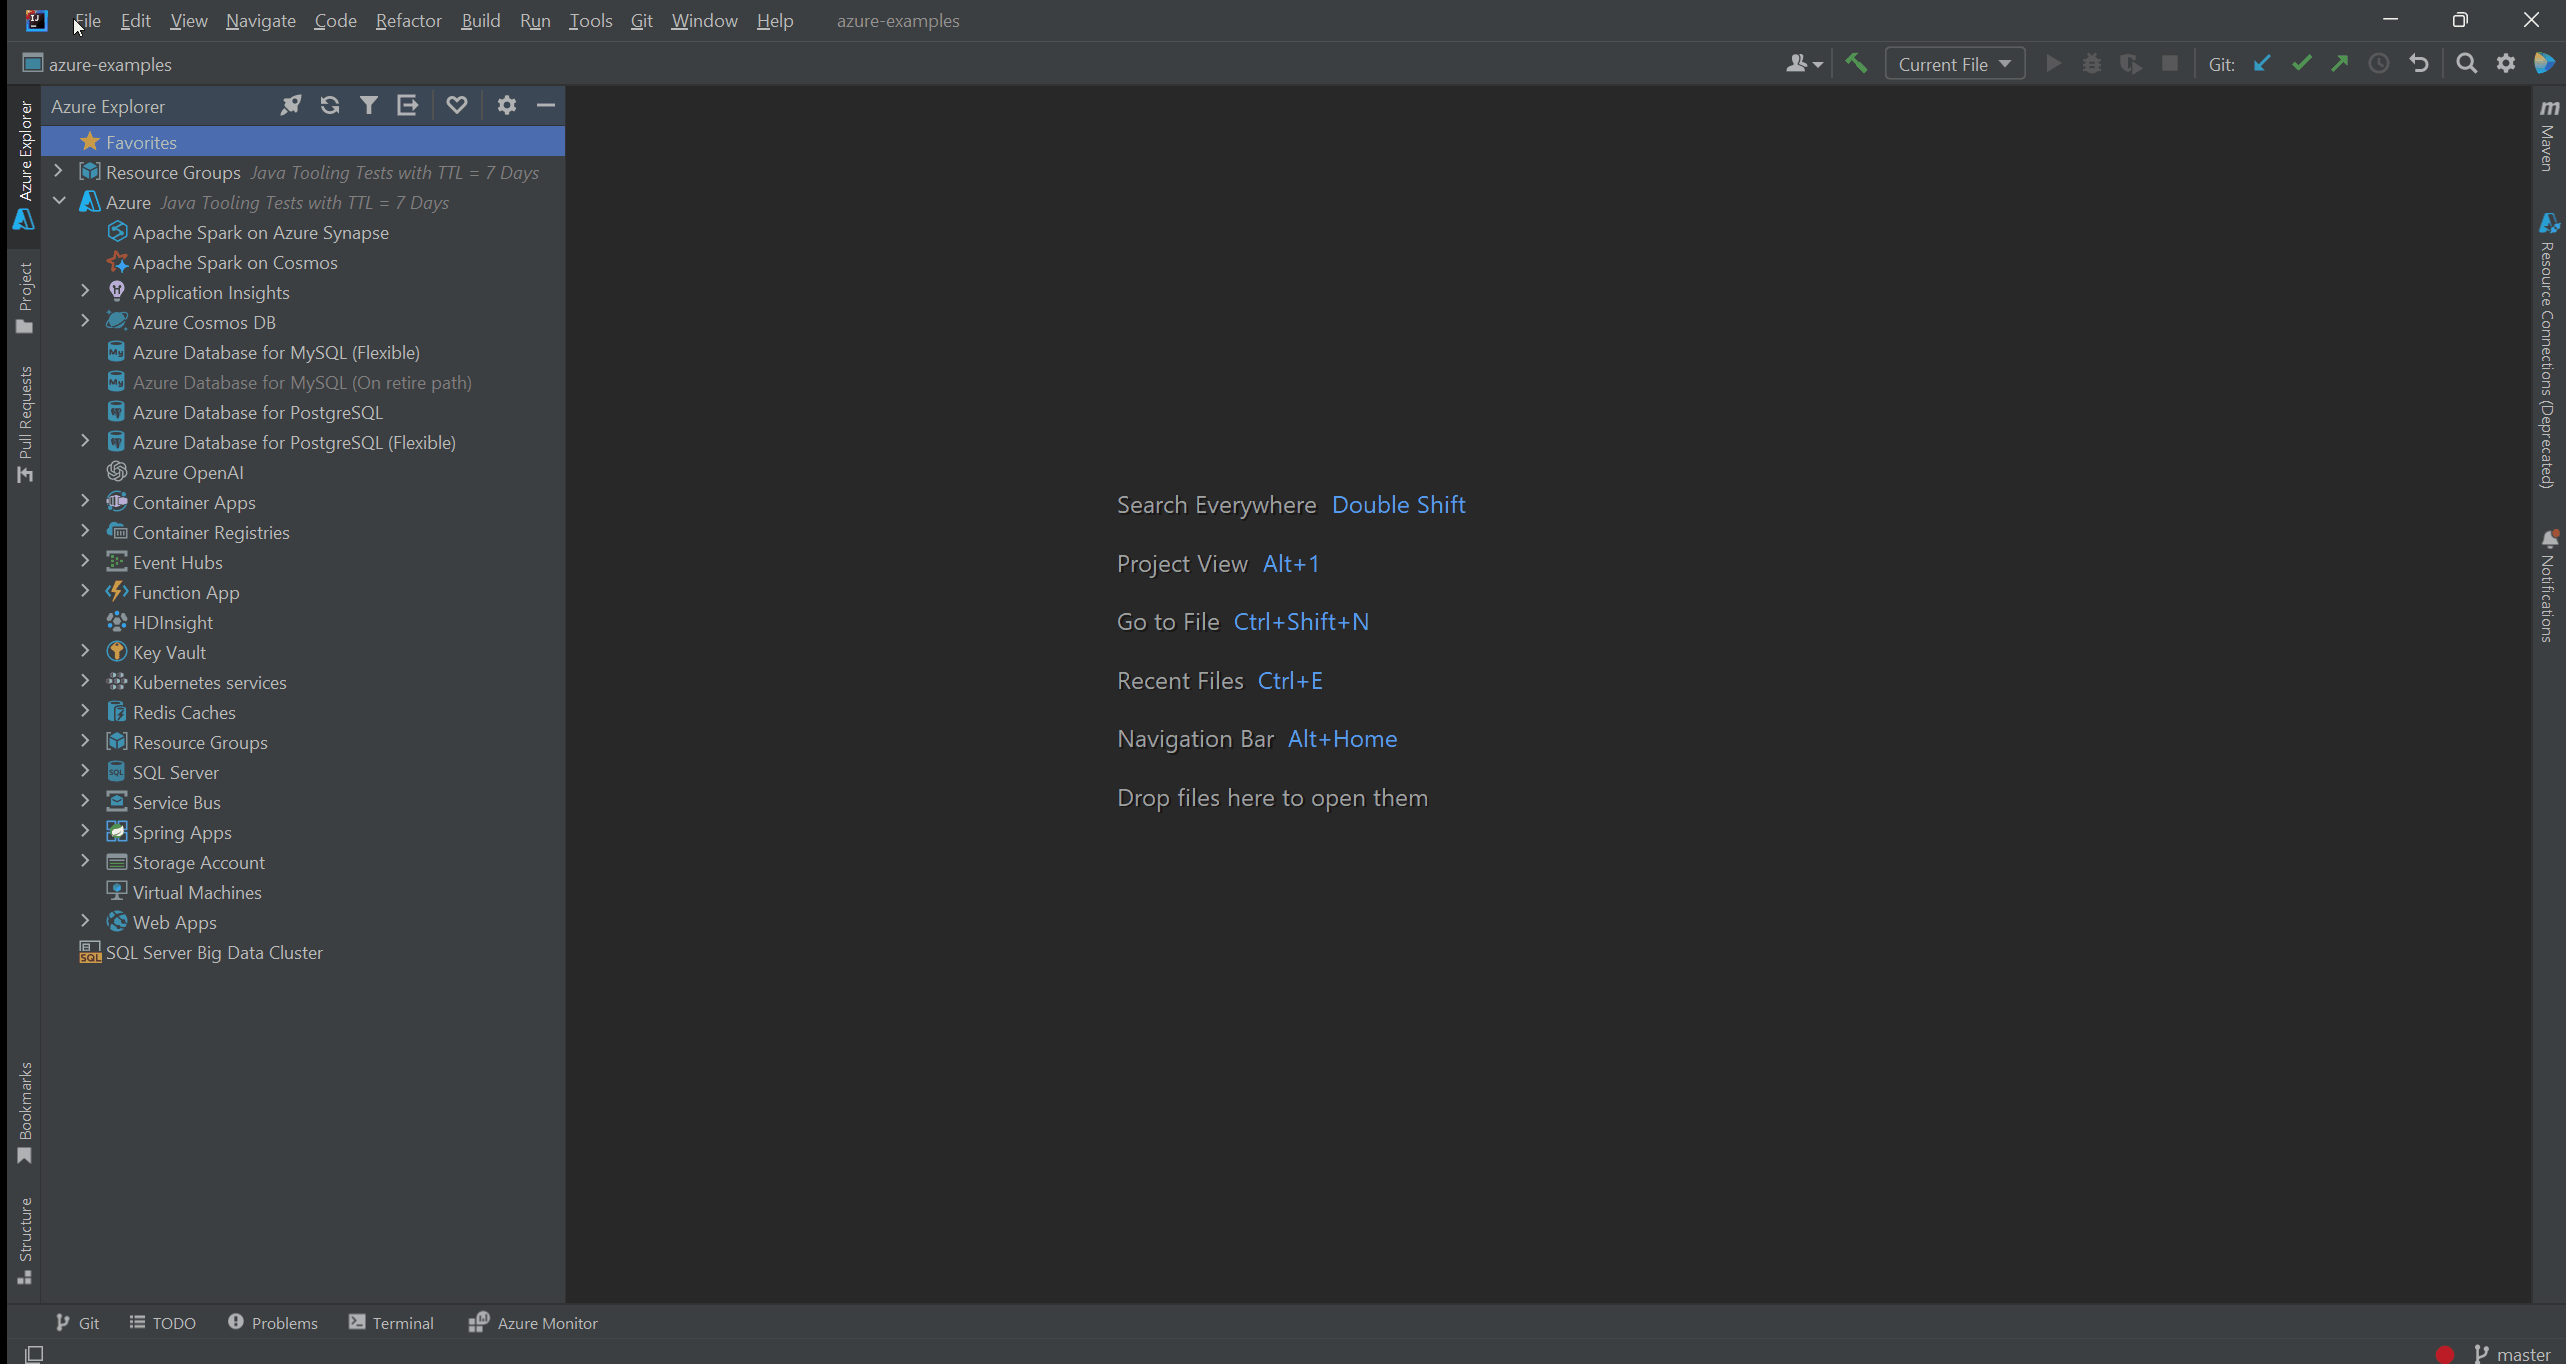 File Edit View Navigate Code Refactor Build Run Tools Git Window Help azure-examples
azure-examples
Current File
Git:
Azure Explorer
Favorites
Resource Groups Java Tooling Tests with TTL = 7 Days
Azure Java Tooling Tests with TTL = 7 Days
Apache Spark on Azure Synapse
Apache Spark on Cosmos
Application Insights
Azure Cosmos DB
Azure Database for MySQL (Flexible)
Azure Database for MySQL (On retire path)
Azure Database for PostgreSQL
Azure Database for PostgreSQL (Flexible)
Azure OpenAI
Container Apps
Container Registries
Event Hubs
Function App
HDInsight
Key Vault
Kubernetes services
Redis Caches
Resource Groups
SQL Server
Service Bus
Spring Apps
Storage Account
Virtual Machines
Web Apps
SQL Server Big Data Cluster
Azure Explorer
Project
Pull Requests
Bookmarks
Structure
Search Everywhere Double Shift
Project View Alt+1
Go to File Ctrl+Shift+N
Recent Files Ctrl+E
Navigation Bar Alt+Home
Drop files here to open them
Maven
Resource Connections (Deprecated)
Notifications
Git TODO Problems Terminal Azure Monitor
master